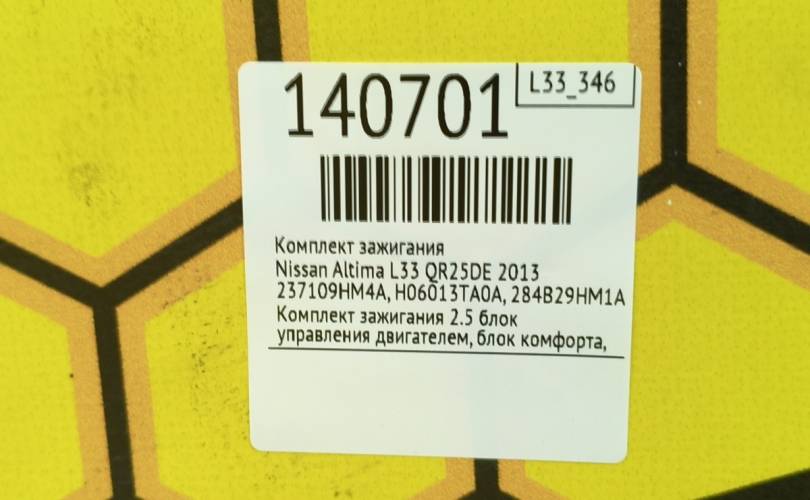 140701
L33_346
Комплект зажигания
Nissan Altima L33 QR25DE 2013
237109HM4A, H06013TA0A, 284B29HM1A
Комплект зажигания 2.5 блок
управления двигателем, блок комфорта,